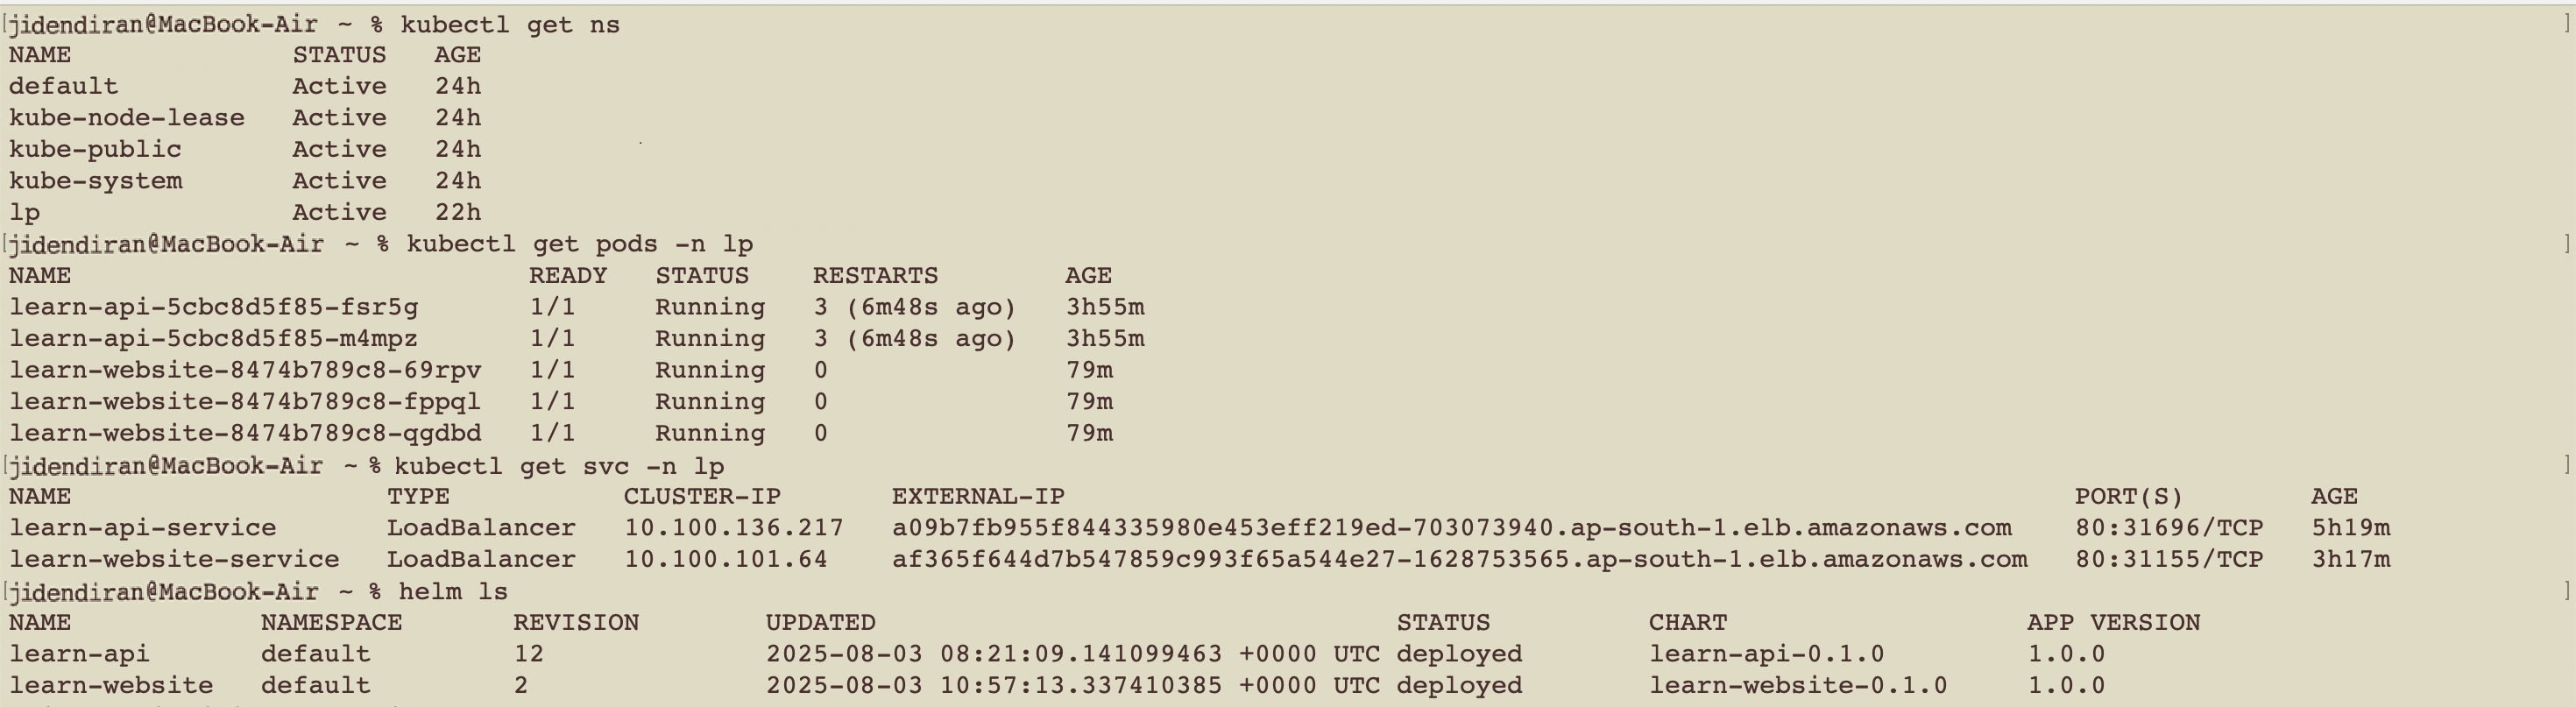 [jidendiran@MacBook-Air ~ % kubectl get ns ]
NAME STATUS AGE
default Active 24h
kube-node-lease Active 24h
kube-public Active 24h
kube-system Active 24h
lp Active 22h
[jidendiran@MacBook-Air ~ % kubectl get pods -n lp ]
NAME READY STATUS RESTARTS AGE
learn-api-5cbc8d5f85-fsr5g 1/1 Running 3 (6m48s ago) 3h55m
learn-api-5cbc8d5f85-m4mpz 1/1 Running 3 (6m48s ago) 3h55m
learn-website-8474b789c8-69rpv 1/1 Running 0 79m
learn-website-8474b789c8-fppql 1/1 Running 0 79m
learn-website-8474b789c8-qgdbd 1/1 Running 0 79m
[jidendiran@MacBook-Air ~ % kubectl get svc -n lp ]
NAME TYPE CLUSTER-IP EXTERNAL-IP PORT(S) AGE
learn-api-service LoadBalancer 10.100.136.217 a09b7fb955f844335980e453eff219ed-703073940.ap-south-1.elb.amazonaws.com 80:31696/TCP 5h19m
learn-website-service LoadBalancer 10.100.101.64 af365f644d7b547859c993f65a544e27-1628753565.ap-south-1.elb.amazonaws.com 80:31155/TCP 3h17m
[jidendiran@MacBook-Air ~ % helm ls ]
NAME NAMESPACE REVISION UPDATED STATUS CHART APP VERSION
learn-api default 12 2025-08-03 08:21:09.141099463 +0000 UTC deployed learn-api-0.1.0 1.0.0
learn-website default 2 2025-08-03 10:57:13.337410385 +0000 UTC deployed learn-website-0.1.0 1.0.0